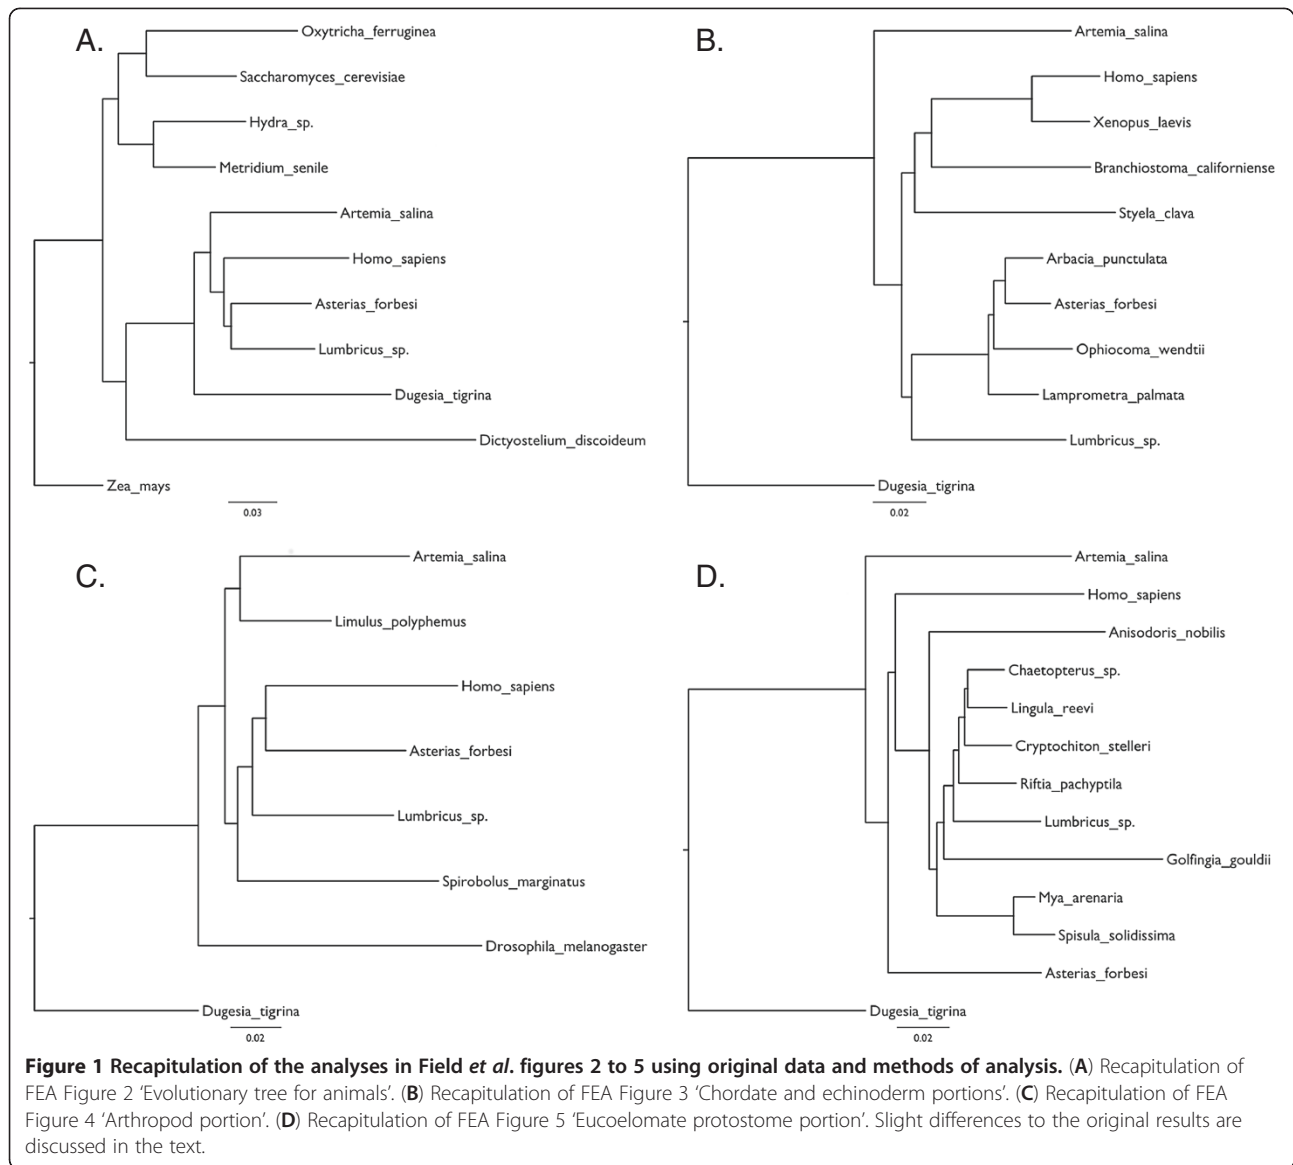 A.
Oxytricha_ferruginea
Saccharomyces_cerevisiae
Hydra_sp.
Metridium_senile
Artemia_salina
Homo_sapiens
Asterias_forbesi
Lumbricus_sp.
Dugesia_tigrina
Dictyostelium_discoideum
Zea_mays
0.03
B.
Artemia_salina
Homo_sapiens
Xenopus_laevis
Branchiostoma_californiense
Styela_clava
Arbacia_punctulata
Asterias_forbesi
Ophiocoma_wendtii
Lamprometra_palmata
Lumbricus_sp.
Dugesia_tigrina
0.02
C.
Artemia_salina
Limulus_polyphemus
Homo_sapiens
Asterias_forbesi
Lumbricus_sp.
Spirobolus_marginatus
Drosophila_melanogaster
Dugesia_tigrina
0.02
D.
Artemia_salina
Homo_sapiens
Anisodoris_nobilis
Chaetopterus_sp.
Lingula_reevi
Cryptochiton_stelleri
Riftia_pachyptila
Lumbricus_sp.
Golfingia_gouldii
Mya_arenaria
Spisula_solidissima
Asterias_forbesi
Dugesia_tigrina
0.02
Figure 1 Recapitulation of the analyses in Field et al. figures 2 to 5 using original data and methods of analysis. (A) Recapitulation of
FEA Figure 2 'Evolutionary tree for animals'. (B) Recapitulation of FEA Figure 3 'Chordate and echinoderm portions'. (C) Recapitulation of FEA
Figure 4 'Arthropod portion'. (D) Recapitulation of FEA Figure 5 'Eucoelomate protostome portion'. Slight differences to the original results are
discussed in the text.